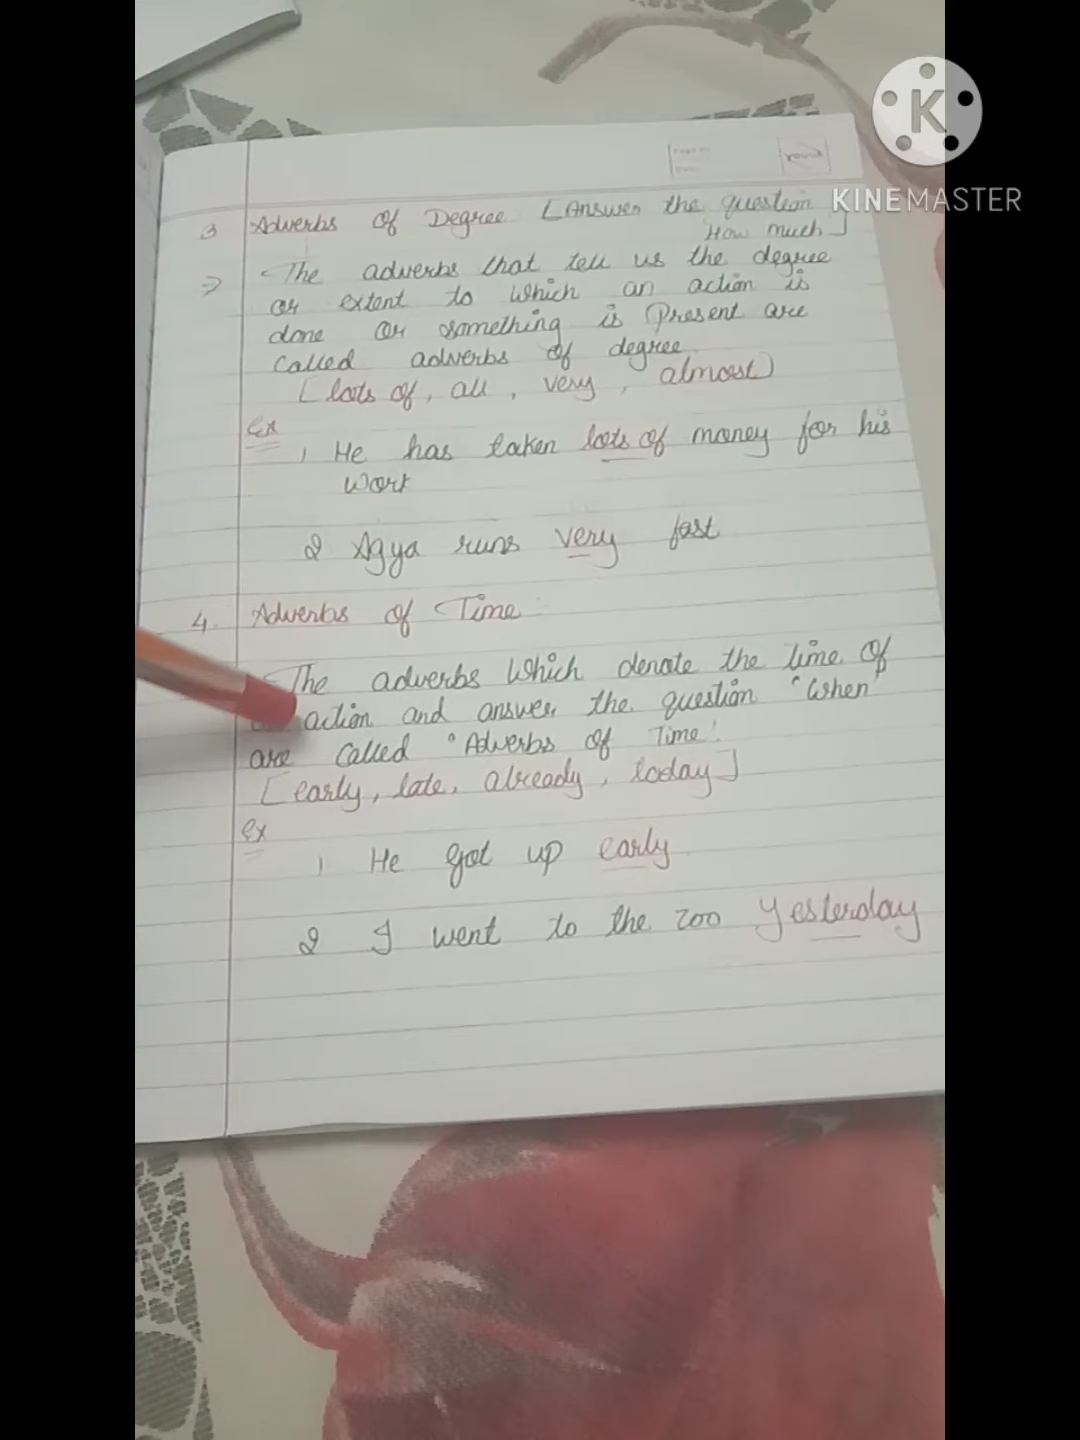 K
KINEMASTER
3 Adverbs of Degree [Answer the question
How much]
⇒ The adverbs that tell us the degree
or extent to which an action is
done or something is Present are
called adverbs of degree
[lots of, all, very, almost]
Ex
1 He has taken lots of money for his
work
2 Agya runs very fast
4. Adverbs of Time:
The adverbs which denote the time of
action and answer the question "When"
are called "Adverbs of Time'.
[early, late, already, today]
Ex
1 He got up early
2 I went to the zoo yesterday